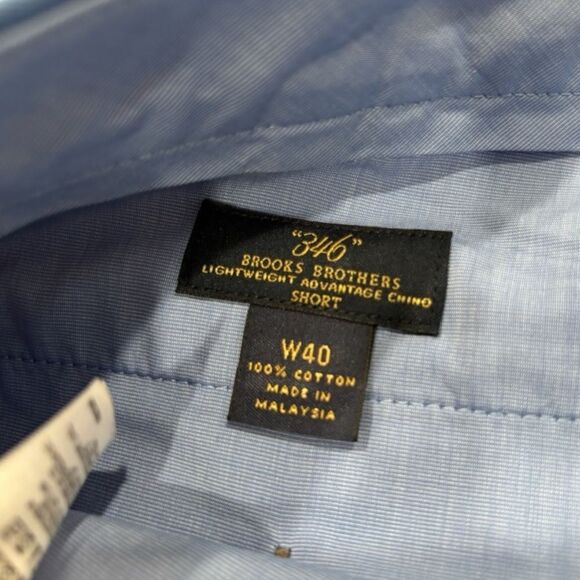 "346"
BROOKS BROTHERS
LIGHTWEIGHT ADVANTAGE CHINO
SHORT
W40
100% COTTON
MADE IN
MALAYSIA